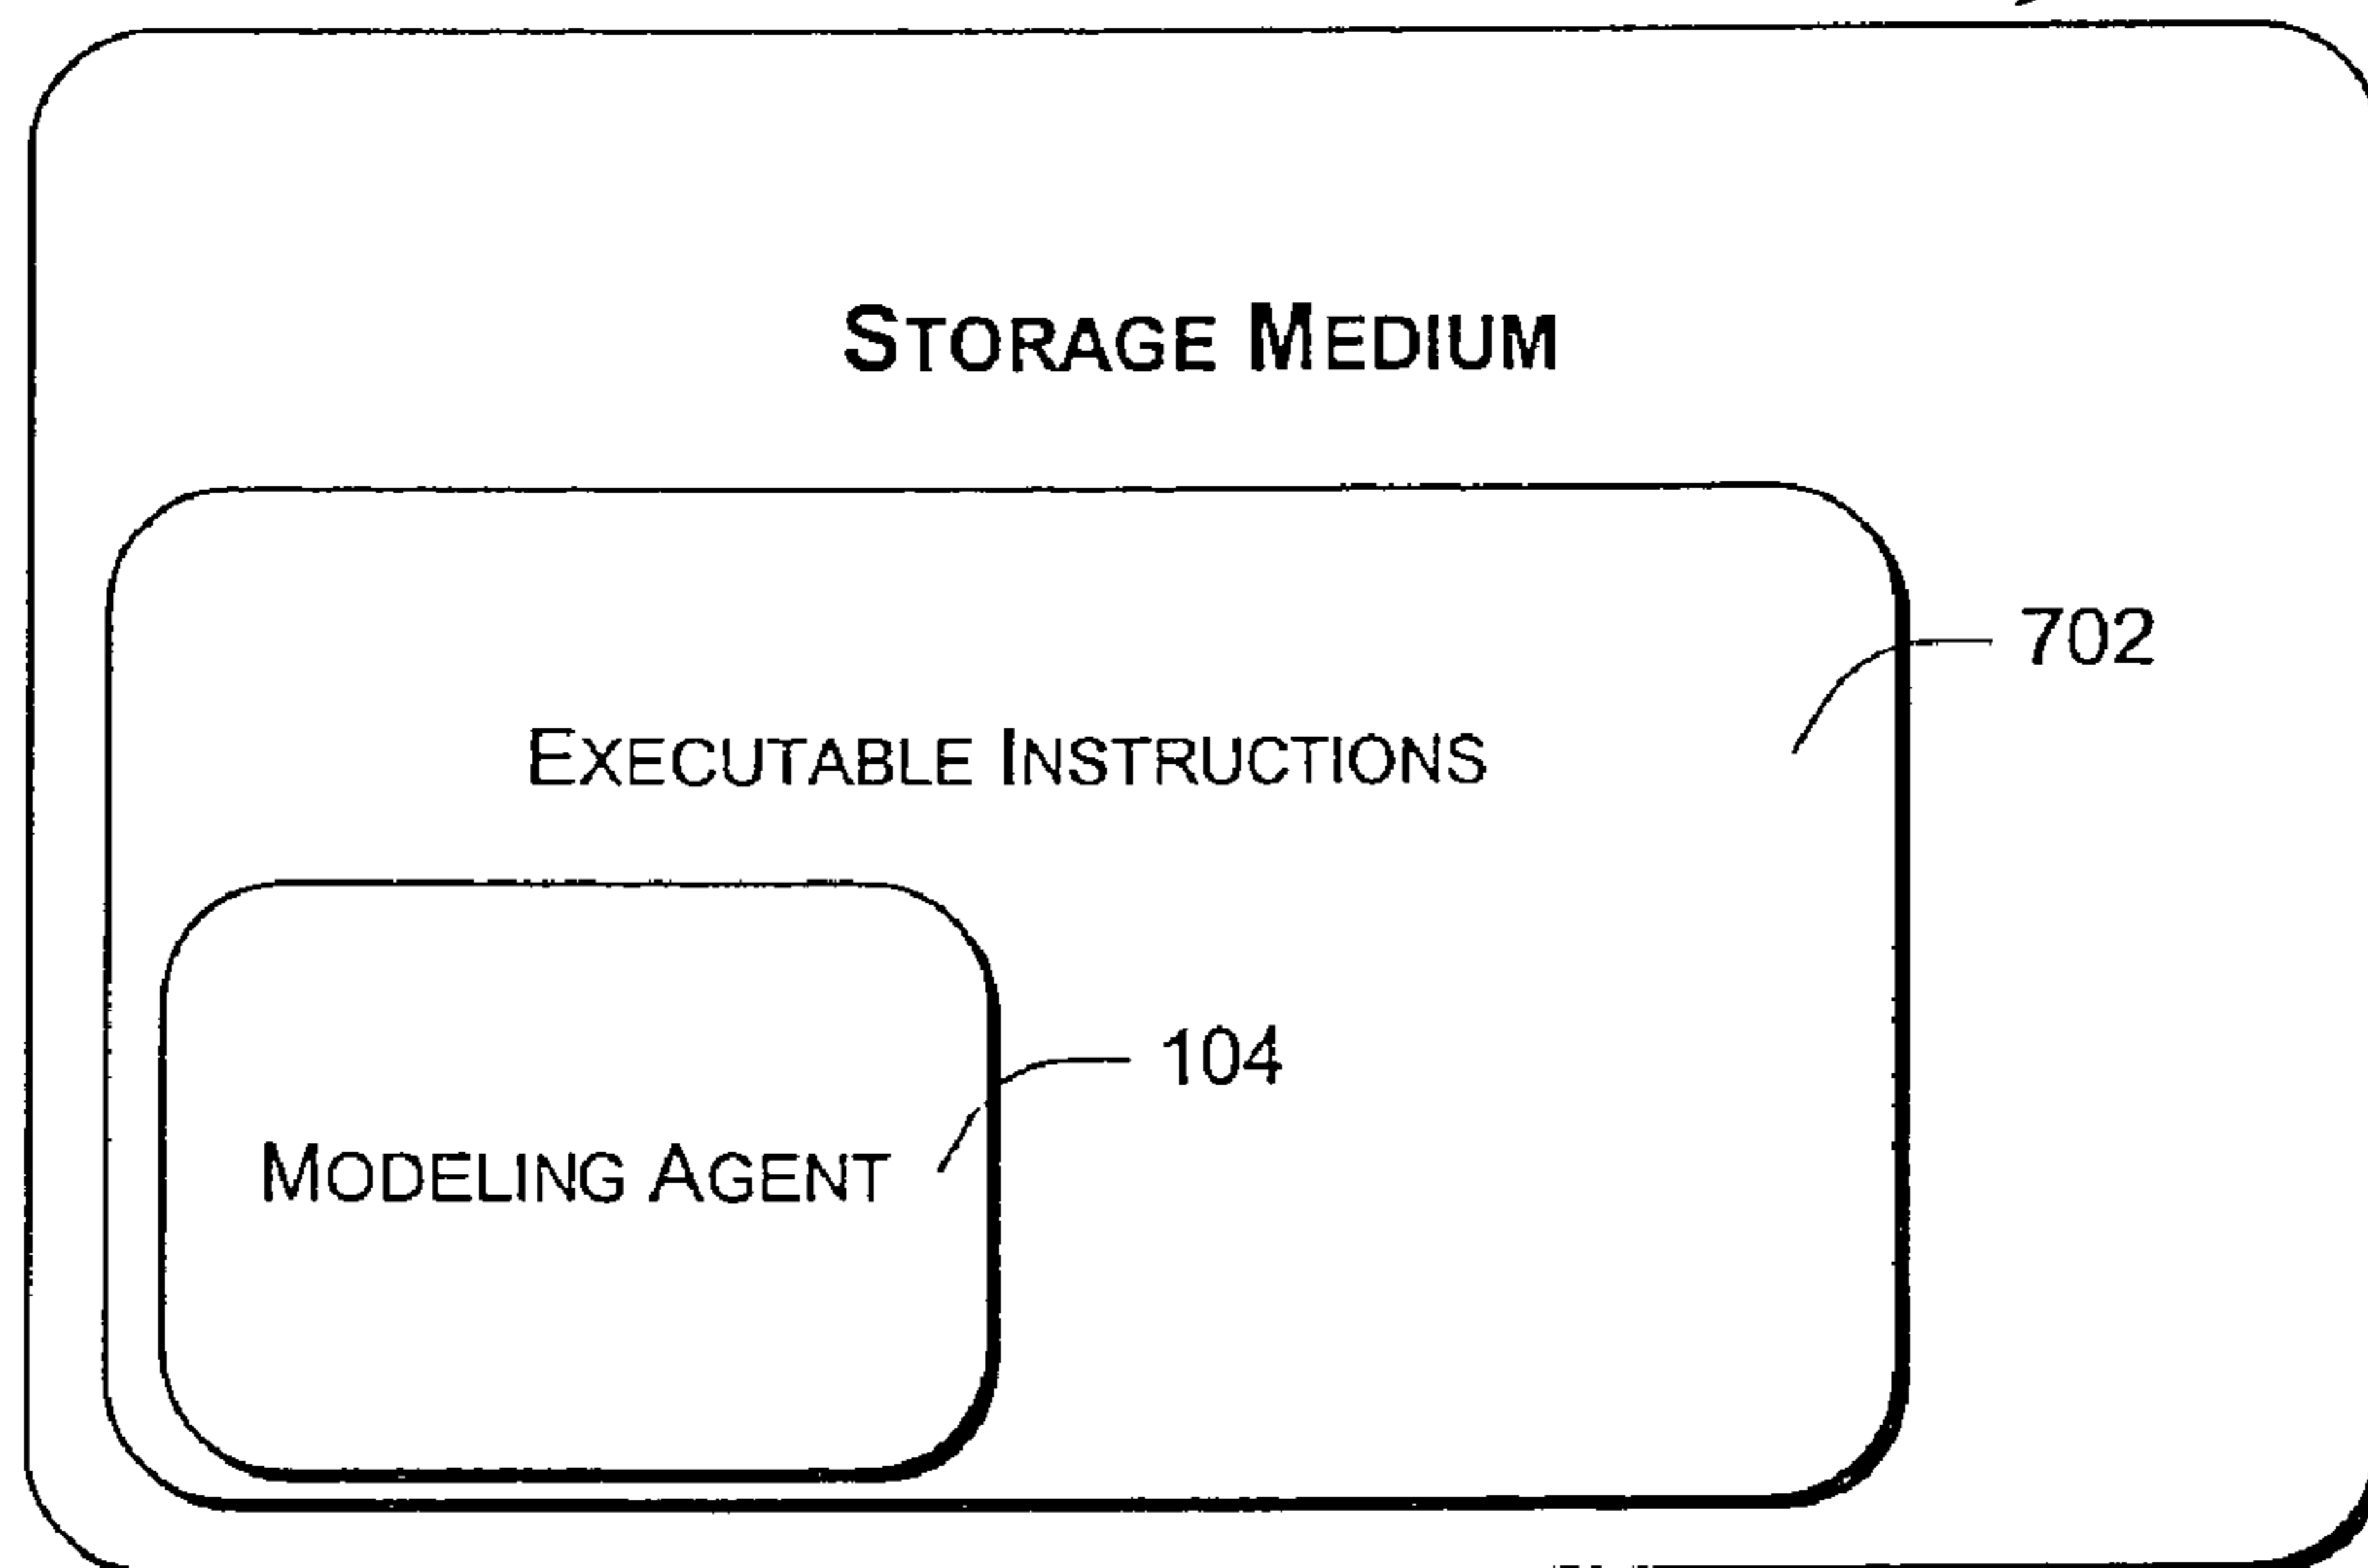 STORAGE MEDIUM
702
EXECUTABLE INSTRUCTIONS
104
MODELING AGENT